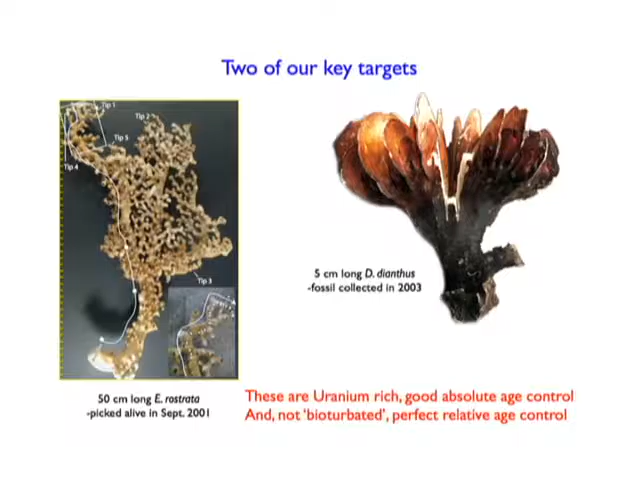 Two of our key targets
Tip 1
Tip 2
Tip 5
Tip 4
Tip 3
5 cm long D. dianthus
-fossil collected in 2003
50 cm long E. rostrata
-picked alive in Sept. 2001
These are Uranium rich, good absolute age control
And, not 'bioturbated', perfect relative age control